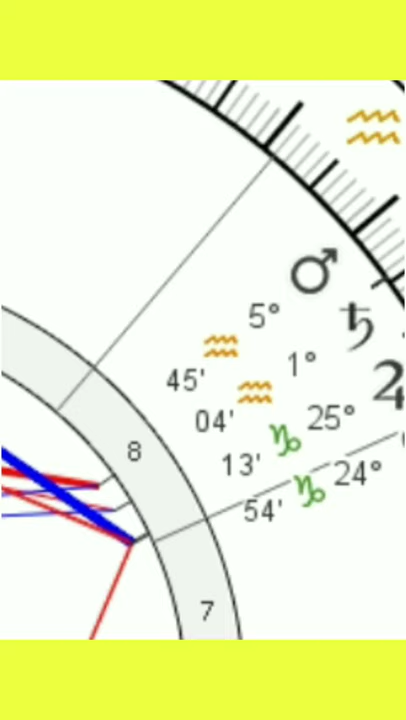 ♒
♂ 5° ♒ 45'
♄ 1° ♒ 04'
♃ 25° ♑ 13'
24° ♑ 54'
8
7